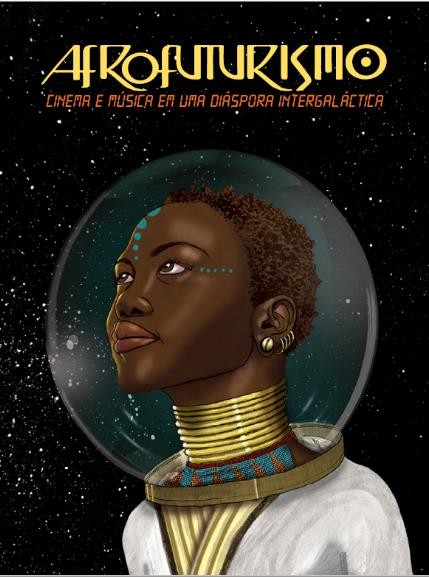 AFROFUTURISMO
CINEMA E MÚSICA EM UMA DIÁSPORA INTERGALÁCTICA